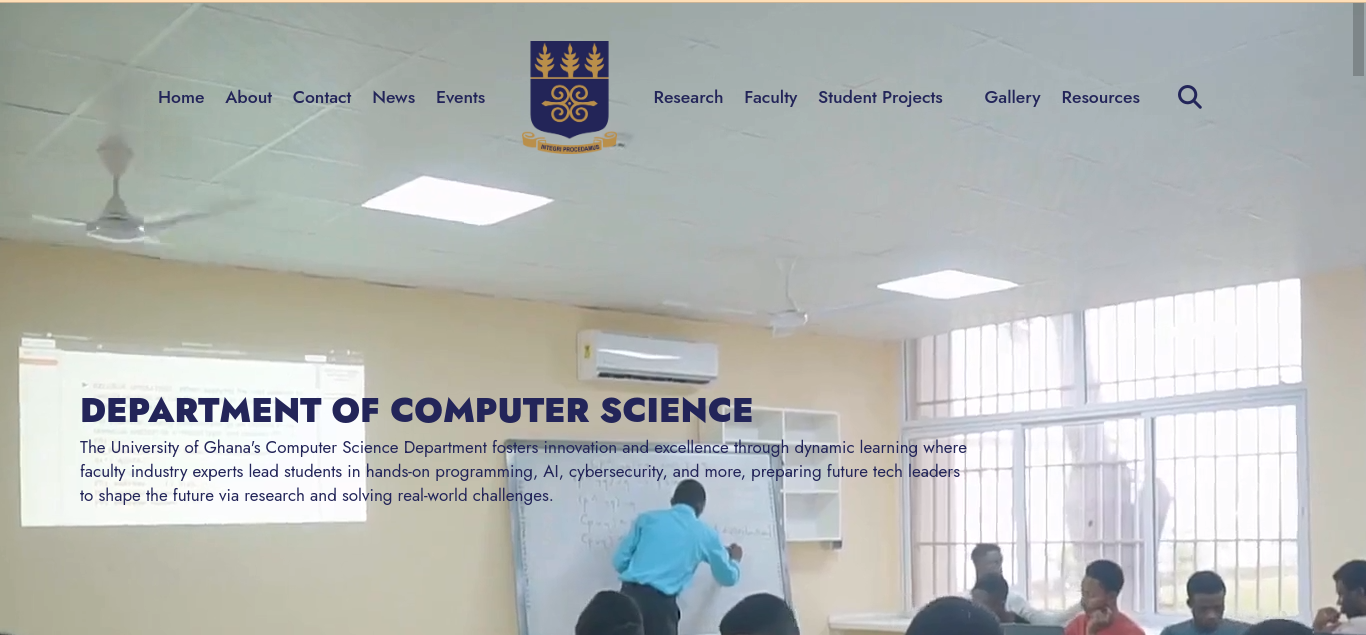 Home About Contact News Events Research Faculty Student Projects Gallery Resources
INTEGRI PROCEDAMUS
DEPARTMENT OF COMPUTER SCIENCE
The University of Ghana's Computer Science Department fosters innovation and excellence through dynamic learning where
faculty industry experts lead students in hands-on programming, AI, cybersecurity, and more, preparing future tech leaders
to shape the future via research and solving real-world challenges.